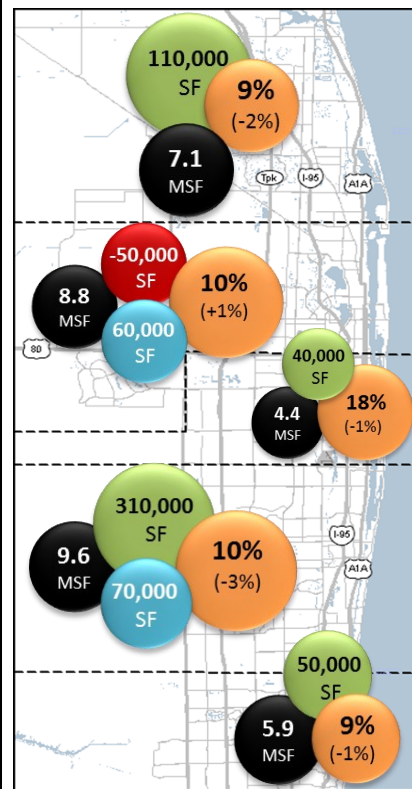 110,000
SF
9%
(-2%)
7.1
MSF
Tpk
I-95
A1A
-50,000
SF
8.8
MSF
10%
(+1%)
60,000
SF
80
40,000
SF
4.4
MSF
18%
(-1%)
310,000
SF
9.6
MSF
10%
(-3%)
70,000
SF
I-95
A1A
50,000
SF
5.9
MSF
9%
(-1%)